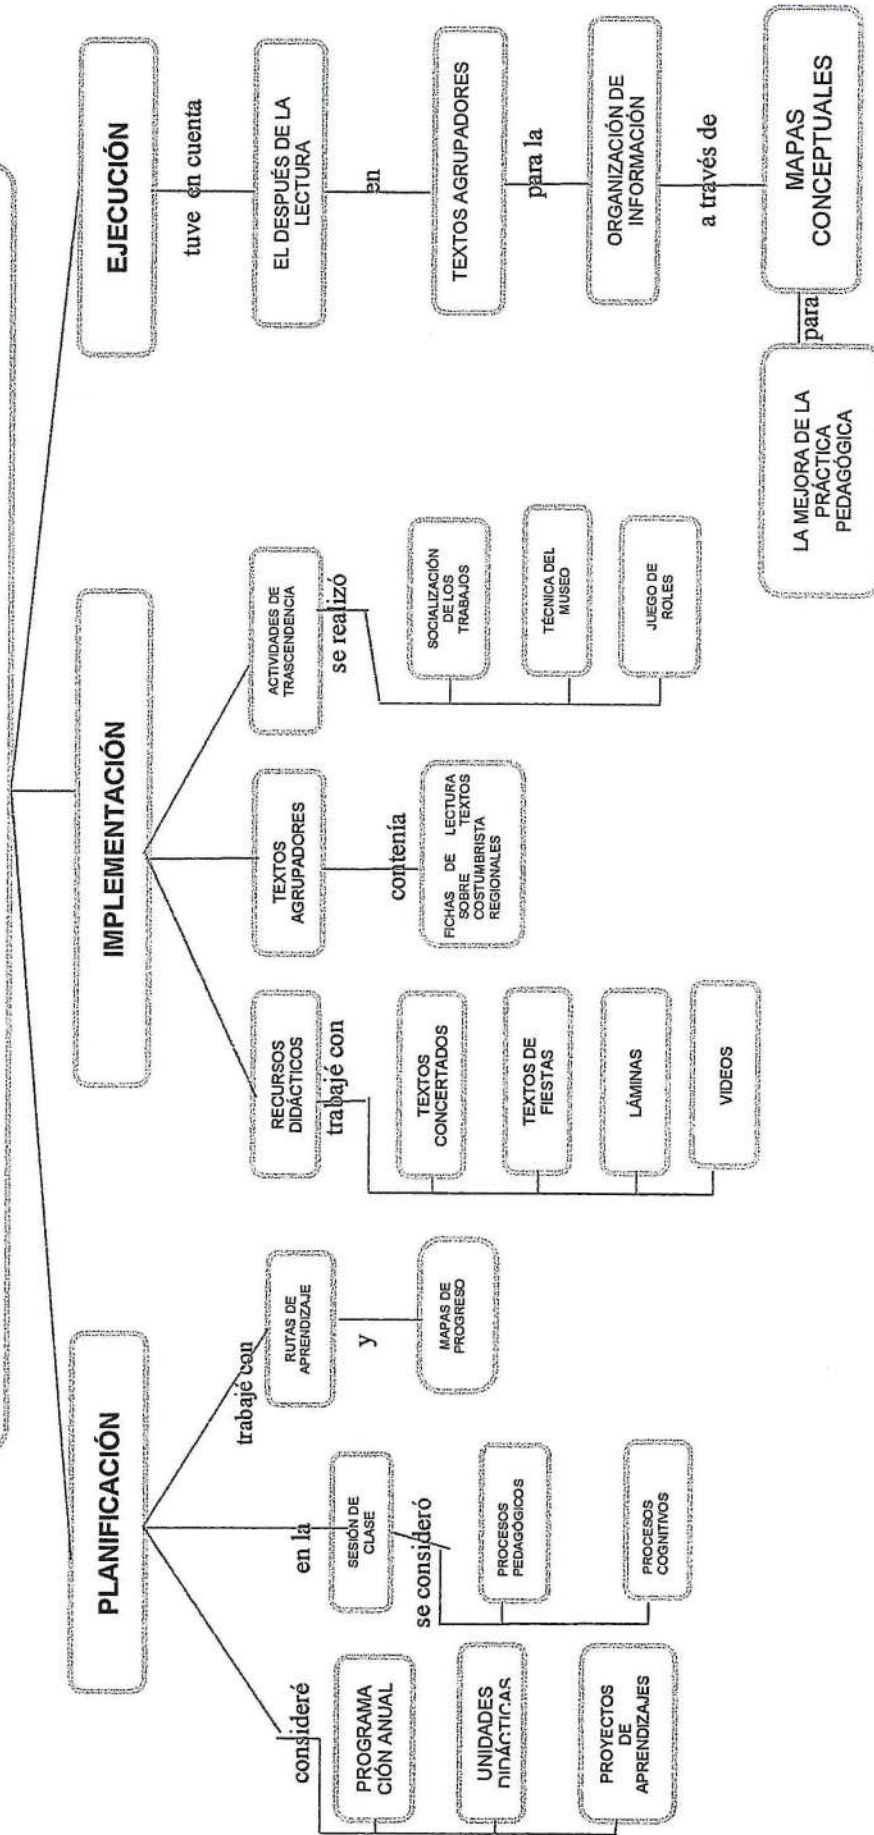 PLANIFICACIÓN
consideré
PROGRAMA
CIÓN ANUAL
UNIDADES
DIDÁCTICAS
PROYECTOS
DE
APRENDIZAJES
en la
SESIÓN DE
CLASE
se consideró
PROCESOS
PEDAGÓGICOS
PROCESOS
COGNITIVOS
trabajé con
RUTAS DE
APRENDIZAJE
y
MAPAS DE
PROGRESO
IMPLEMENTACIÓN
RECURSOS
DIDÁCTICOS
trabajé con
TEXTOS
CONCERTADOS
TEXTOS DE
FIESTAS
LÁMINAS
VIDEOS
TEXTOS
AGRUPADORES
contenía
FICHAS DE LECTURA
SOBRE TEXTOS
COSTUMBRISTA
REGIONALES
ACTIVIDADES DE
TRASCENDENCIA
se realizó
SOCIALIZACIÓN
DE LOS
TRABAJOS
TÉCNICA DEL
MUSEO
JUEGO DE
ROLES
EJECUCIÓN
tuve en cuenta
EL DESPUÉS DE LA
LECTURA
en
TEXTOS AGRUPADORES
para la
ORGANIZACIÓN DE
INFORMACIÓN
a través de
MAPAS
CONCEPTUALES
para
LA MEJORA DE LA
PRÁCTICA
PEDAGÓGICA